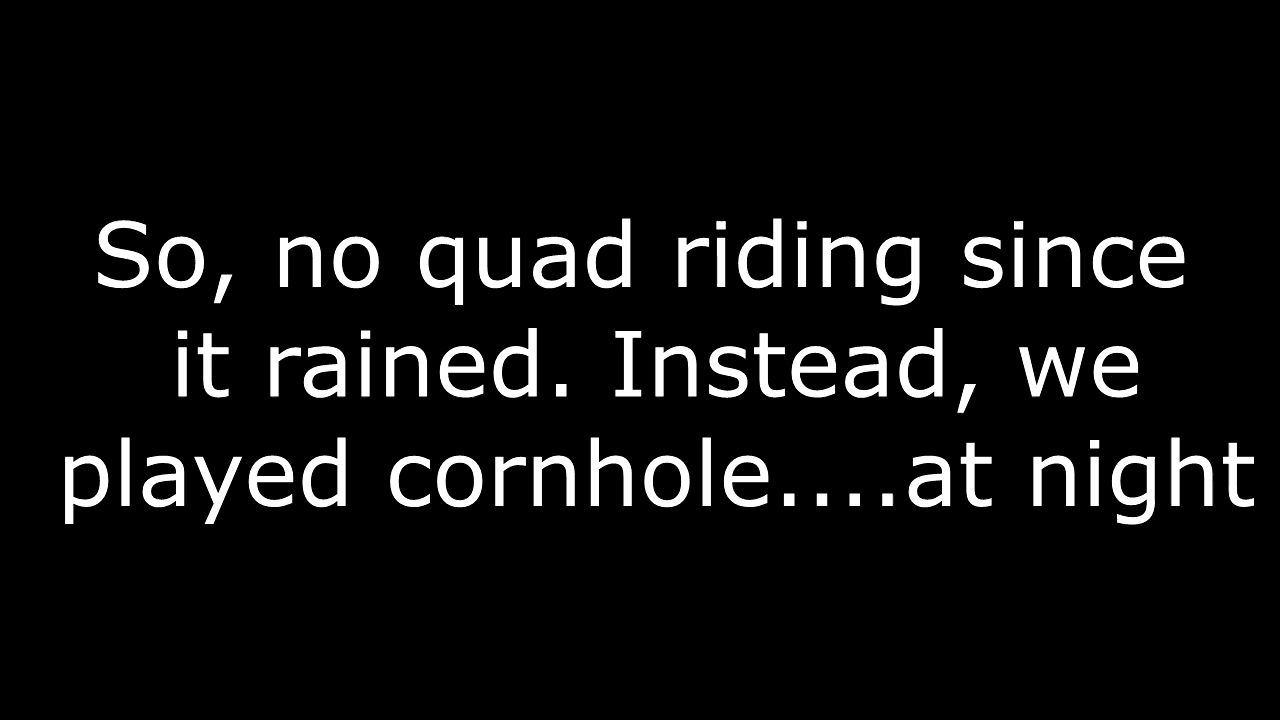 So, no quad riding since
it rained. Instead, we
played cornhole....at night